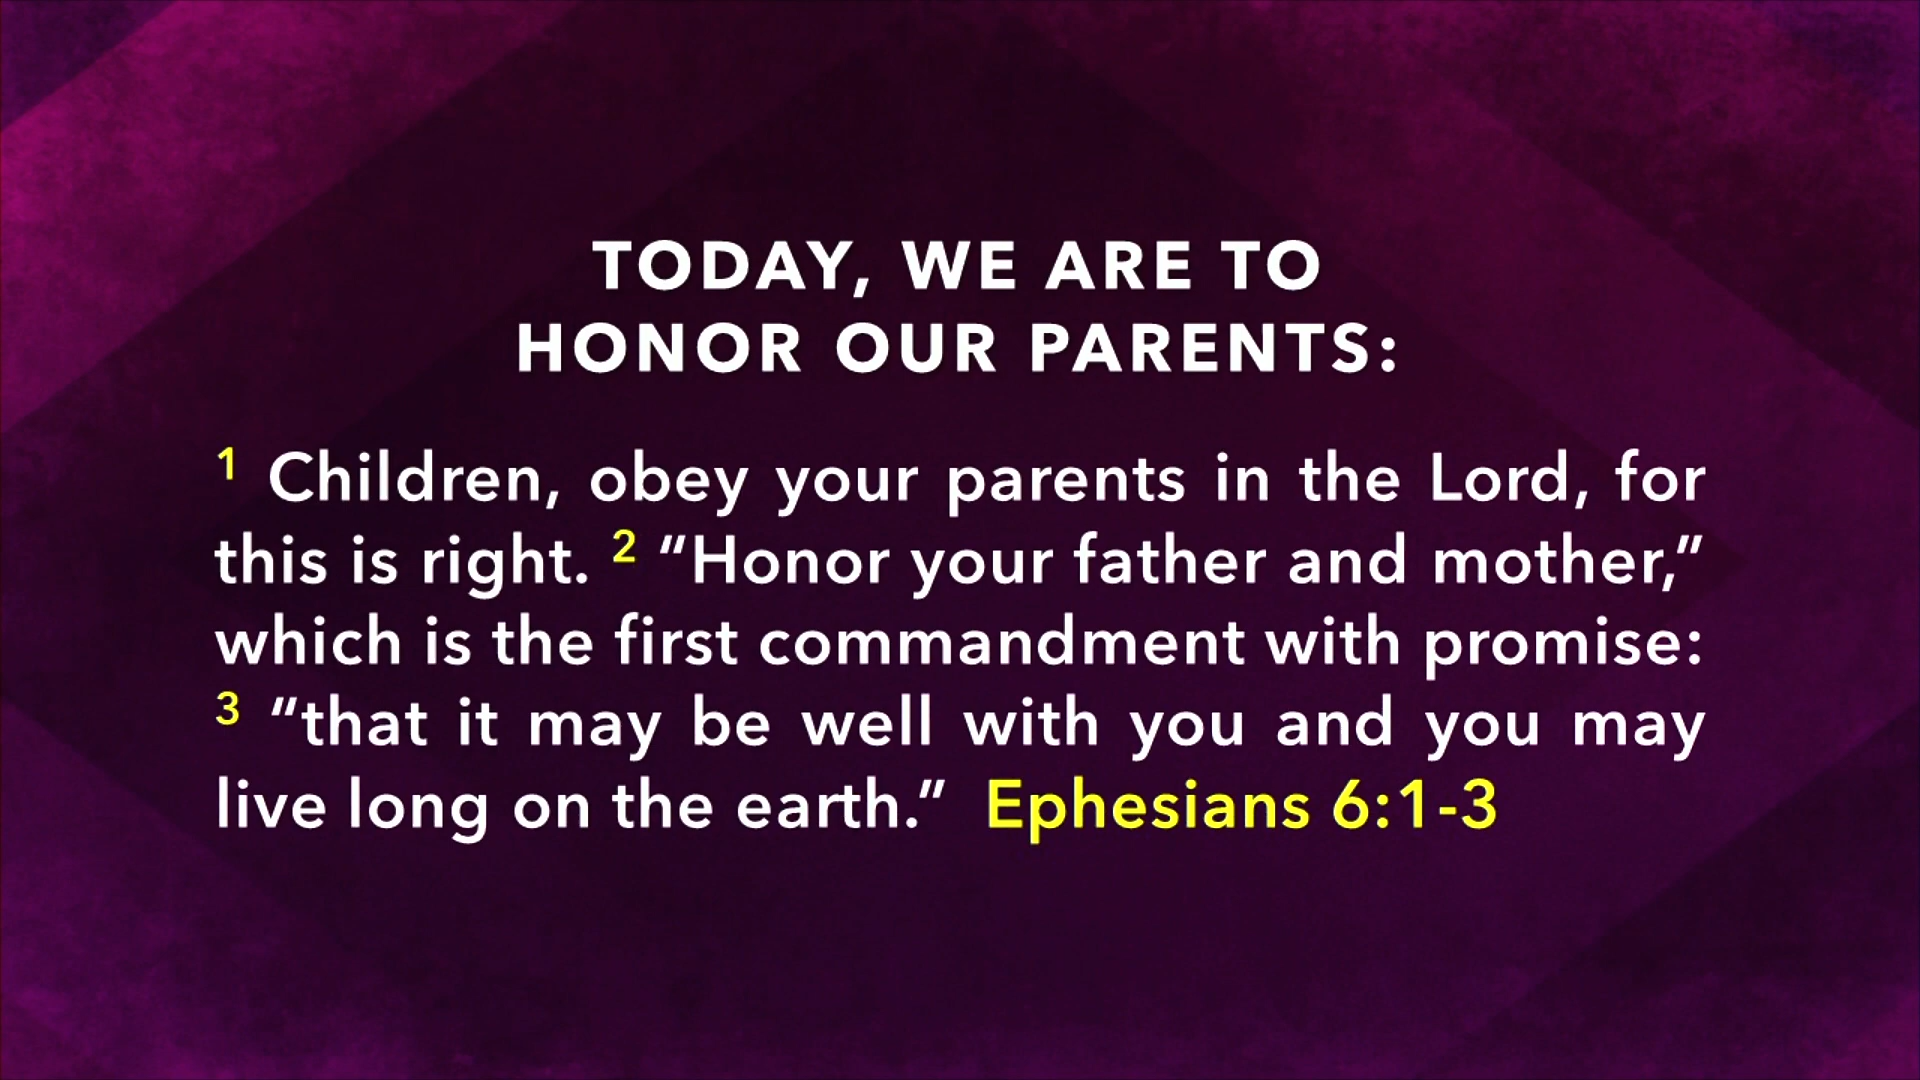 TODAY, WE ARE TO
HONOR OUR PARENTS:
1 Children, obey your parents in the Lord, for
this is right. 2 “Honor your father and mother,”
which is the first commandment with promise:
3 “that it may be well with you and you may
live long on the earth.” Ephesians 6:1-3